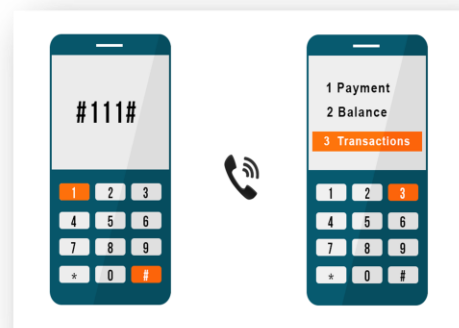 #111#
1 2 3
4 5 6
7 8 9
* 0 #
1 Payment
2 Balance
3 Transactions
1 2 3
4 5 6
7 8 9
* 0 #